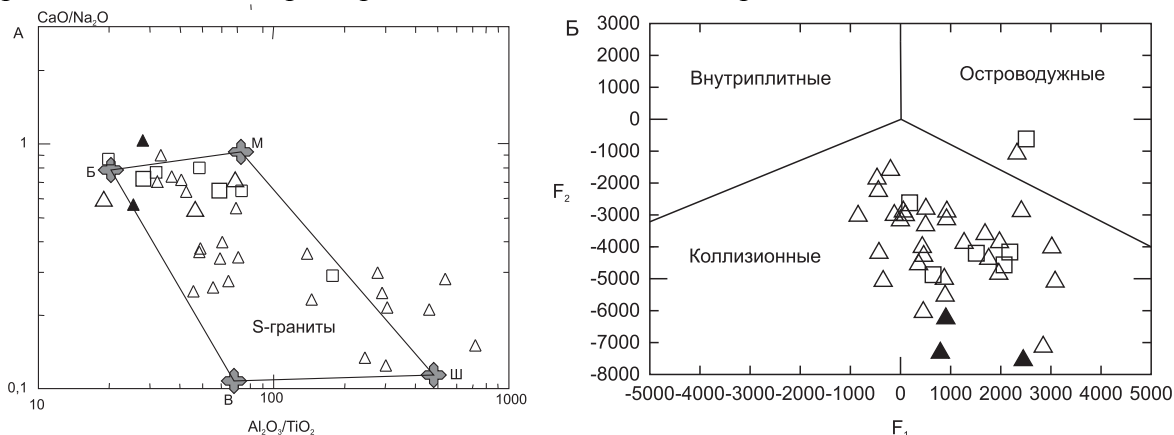 CaO/Na₂O
А
1
0,1
10
100
1000
Al₂O₃/TiO₂
М
Б
S-граниты
В
Ш
Б
3000
2000
1000
0
-1000
-2000
-3000
-4000
-5000
-6000
-7000
-8000
F₂
Внутриплитные
Островодужные
Коллизионные
-5000-4000 -3000 -2000 -1000 0 1000 2000 3000 4000 5000
F₁